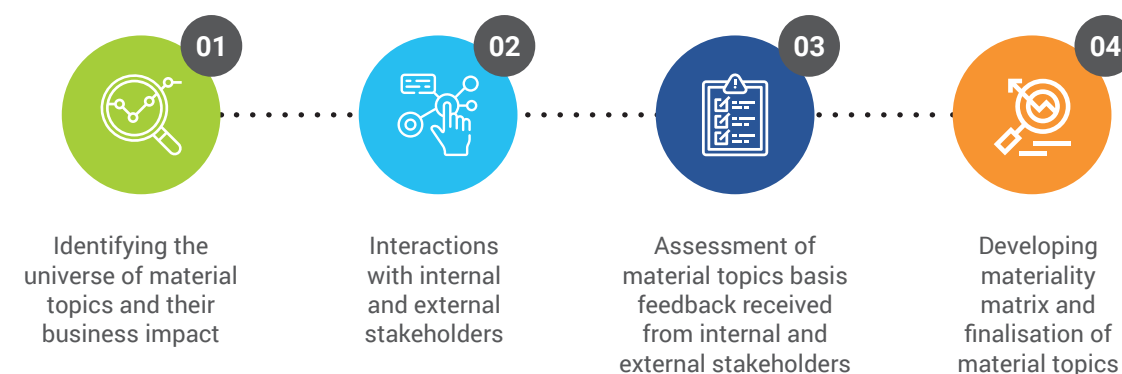 01
Identifying the
universe of material
topics and their
business impact
02
Interactions
with internal
and external
stakeholders
03
Assessment of
material topics basis
feedback received
from internal and
external stakeholders
04
Developing
materiality
matrix and
finalisation of
material topics